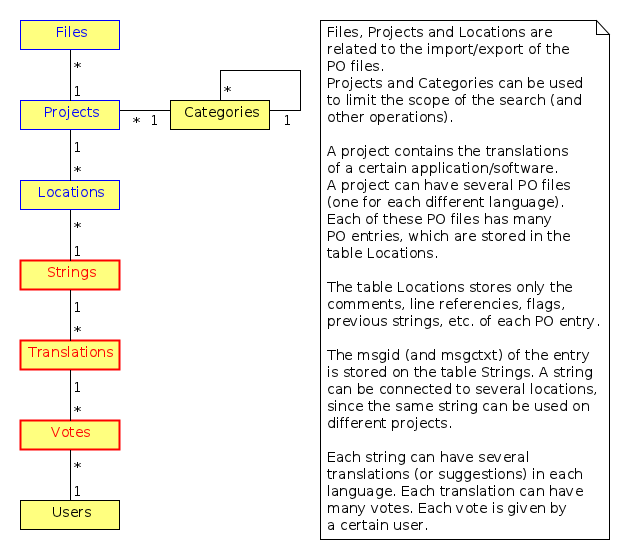 Files
*
1
Projects
* 1
Categories
*
1
1
*
Locations
*
1
Strings
1
*
Translations
1
*
Votes
*
1
Users
Files, Projects and Locations are
related to the import/export of the
PO files.
Projects and Categories can be used
to limit the scope of the search (and
other operations).
A project contains the translations
of a certain application/software.
A project can have several PO files
(one for each different language).
Each of these PO files has many
PO entries, which are stored in the
table Locations.
The table Locations stores only the
comments, line referencies, flags,
previous strings, etc. of each PO entry.
The msgid (and msgctxt) of the entry
is stored on the table Strings. A string
can be connected to several locations,
since the same string can be used on
different projects.
Each string can have several
translations (or suggestions) in each
language. Each translation can have
many votes. Each vote is given by
a certain user.